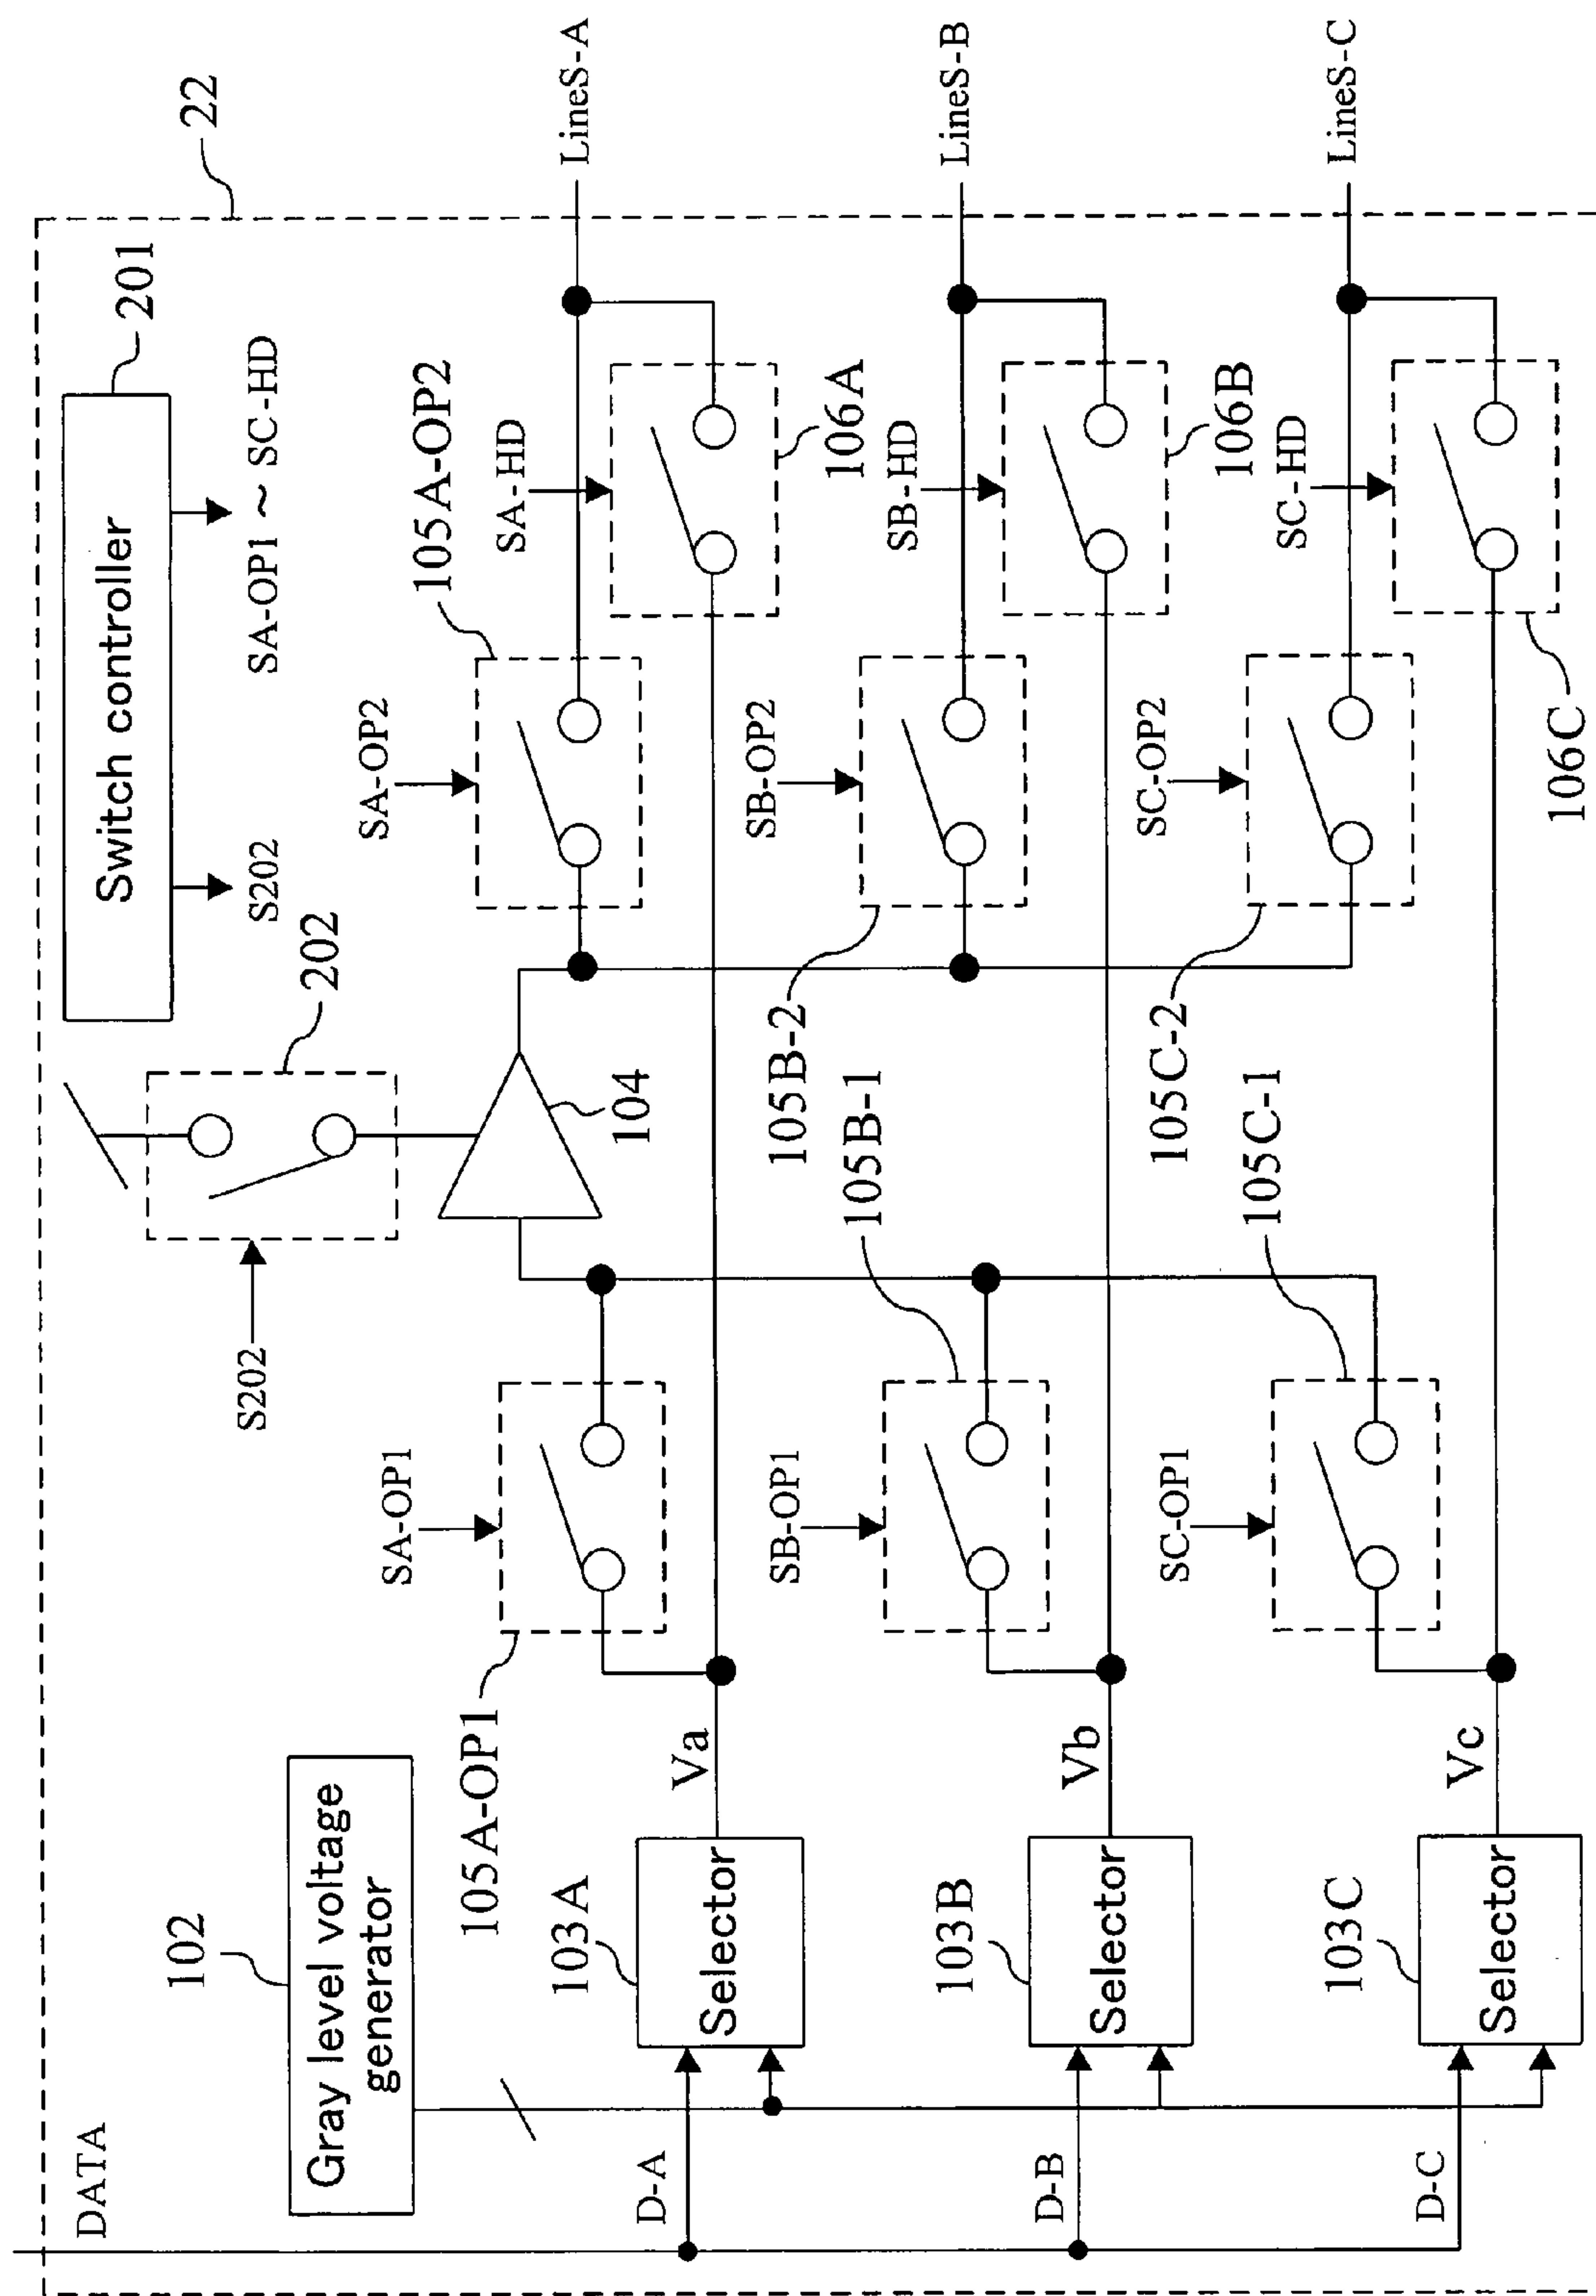 22
Switch controller
201
S202
SA-OP1 ~ SC-HD
202
S202
104
DATA
102
Gray level voltage
generator
SA-OP1
105A-OP1
SA-OP2
105A-OP2
SA-HD
106A
LineS-A
D-A
103A
Selector
Va
SB-OP1
105B-1
SB-OP2
105B-2
SB-HD
106B
LineS-B
D-B
103B
Selector
Vb
SC-OP1
105C-1
SC-OP2
105C-2
SC-HD
106C
LineS-C
D-C
103C
Selector
Vc